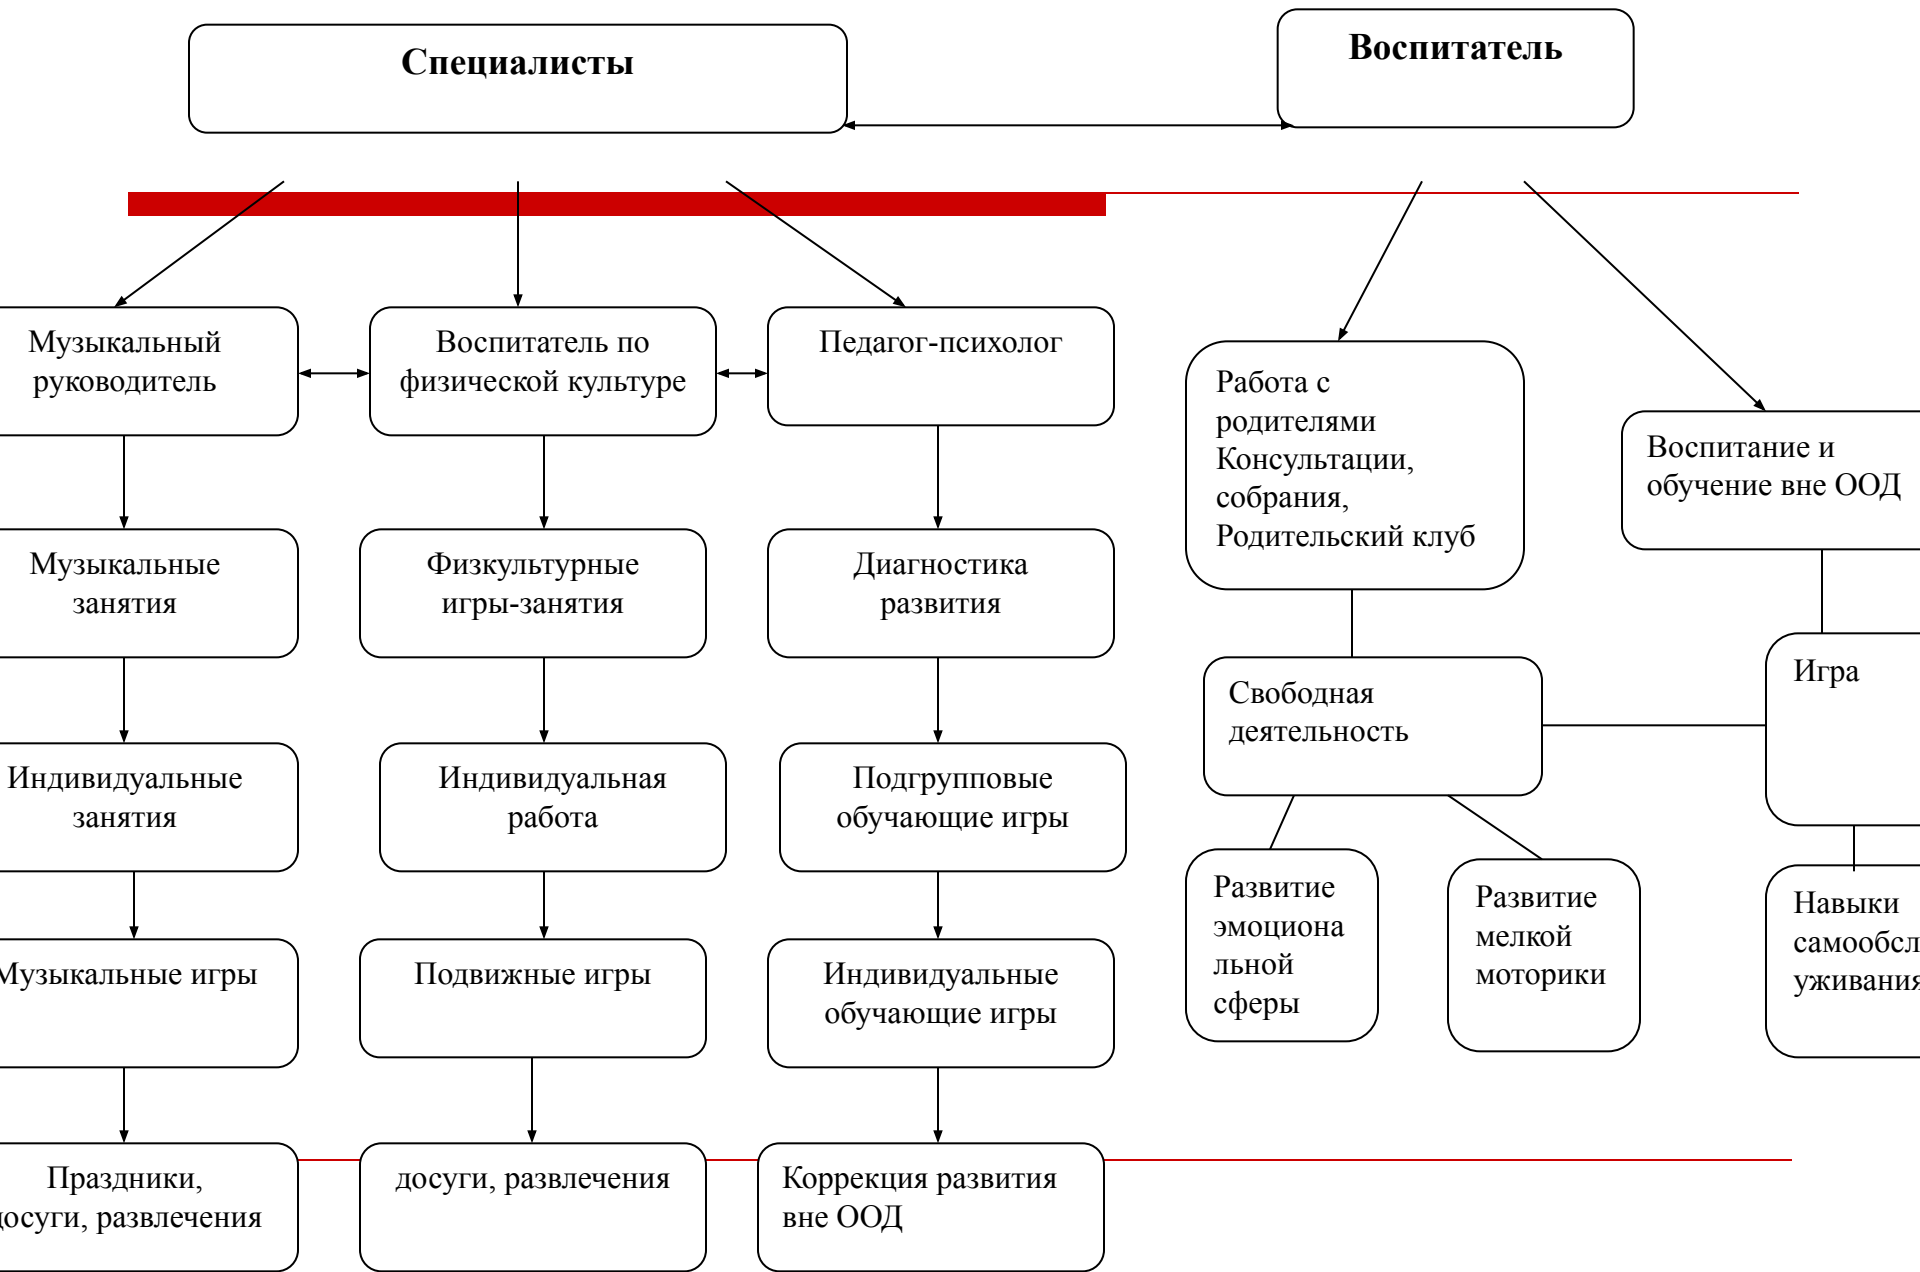 Специалисты
Воспитатель
Музыкальный
руководитель
Воспитатель по
физической культуре
Педагог-психолог
Работа с
родителями
Консультации,
собрания,
Родительский клуб
Воспитание и
обучение вне ООД
Музыкальные
занятия
Физкультурные
игры-занятия
Диагностика
развития
Свободная
деятельность
Игра
Индивидуальные
занятия
Индивидуальная
работа
Подгрупповые
обучающие игры
Развитие
эмоциона
льной
сферы
Развитие
мелкой
моторики
Навыки
самообсл
уживания
Музыкальные игры
Подвижные игры
Индивидуальные
обучающие игры
Праздники,
досуги, развлечения
досуги, развлечения
Коррекция развития
вне ООД